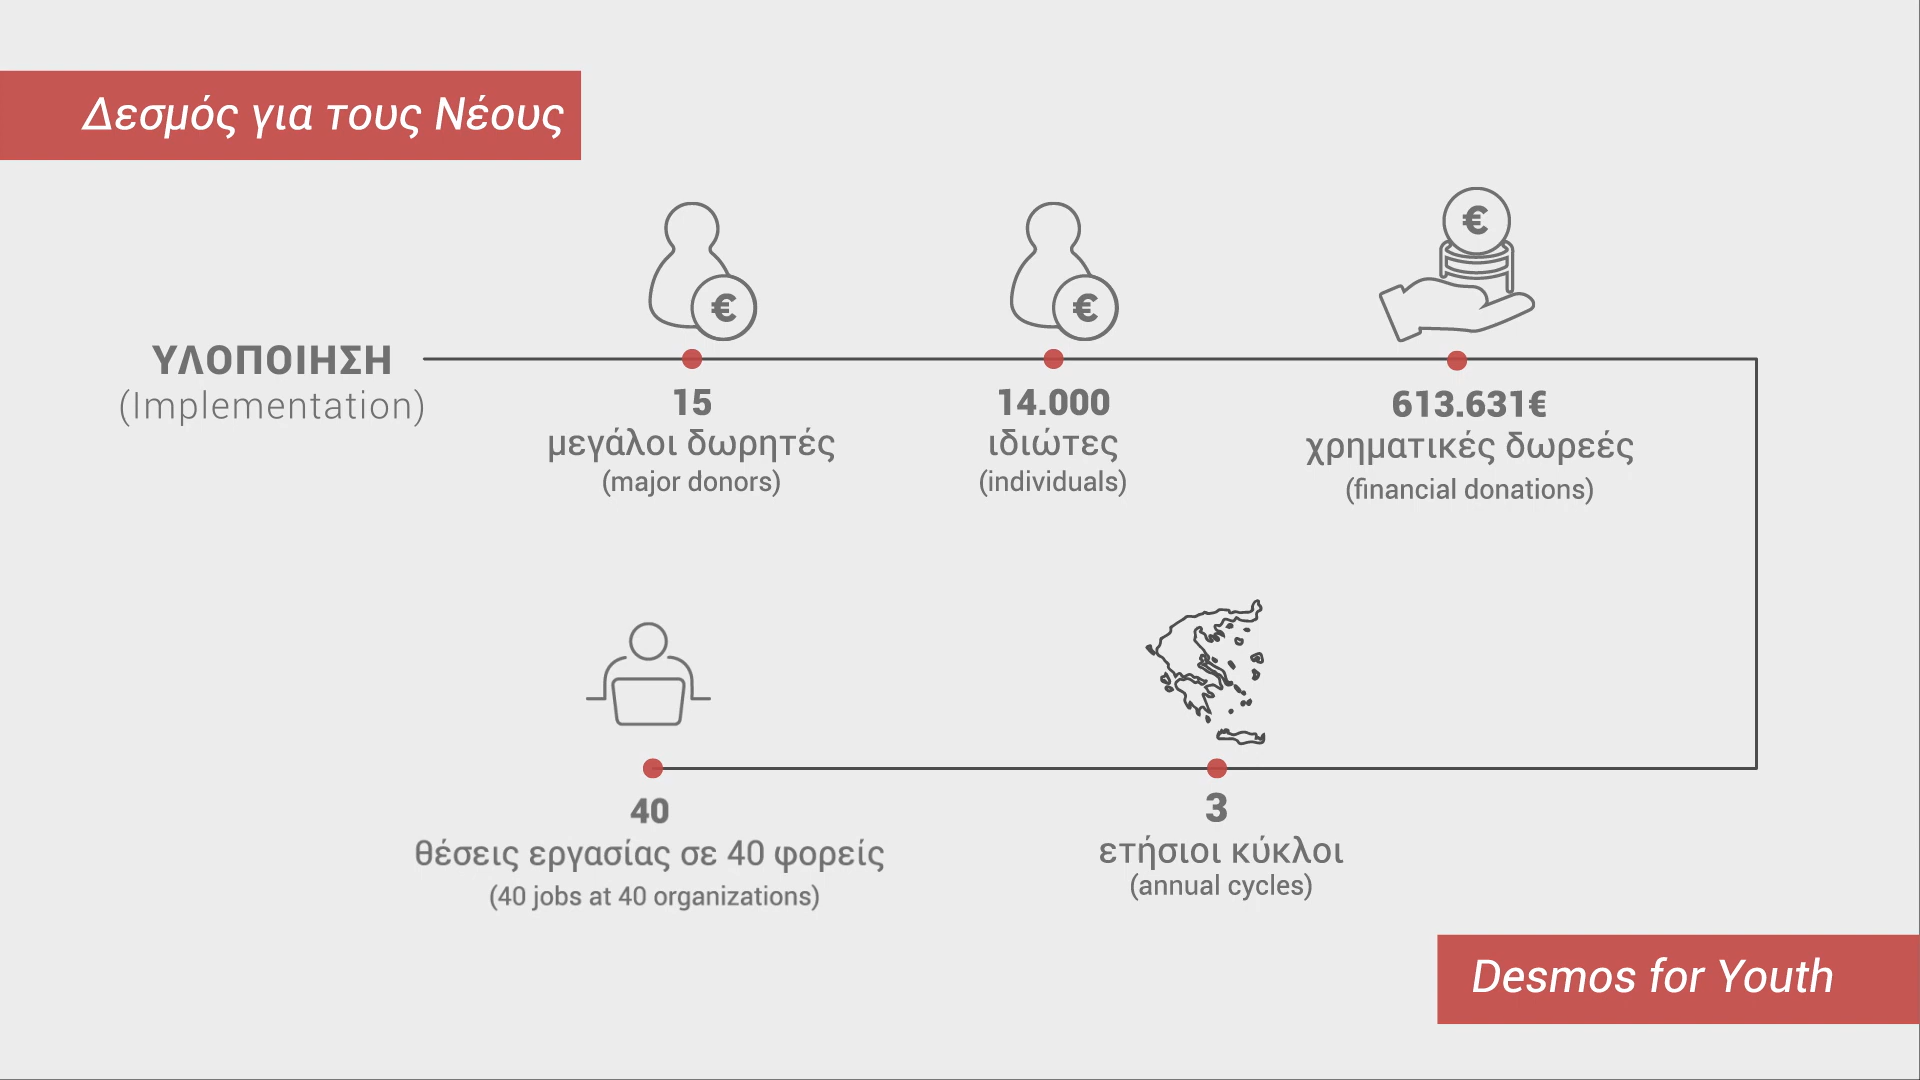 Δεσμός για τους Νέους
ΥΛΟΠΟΙΗΣΗ
(Implementation)
€
15
μεγάλοι δωρητές
(major donors)
€
14.000
ιδιώτες
(individuals)
€
613.631€
χρηματικές δωρεές
(financial donations)
40
θέσεις εργασίας σε 40 φορείς
(40 jobs at 40 organizations)
3
ετήσιοι κύκλοι
(annual cycles)
Desmos for Youth